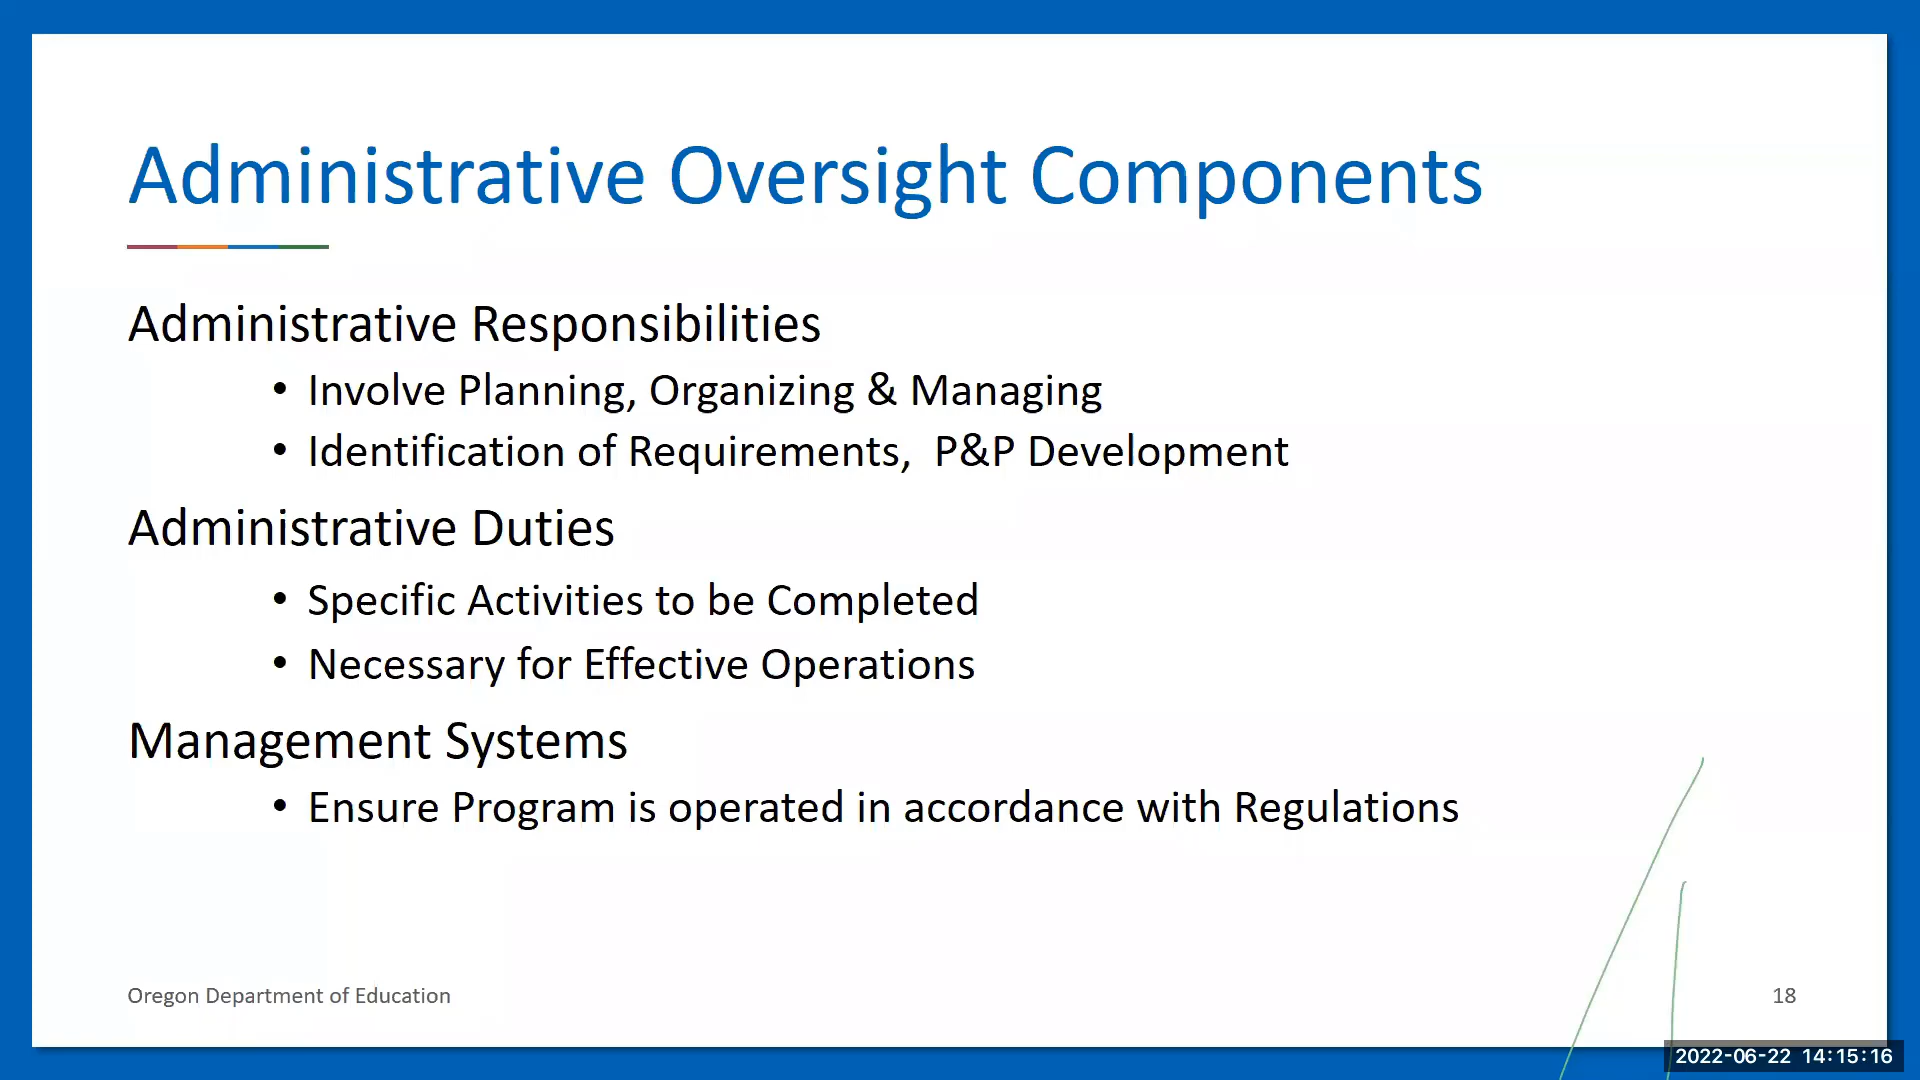 Administrative Oversight Components
Administrative Responsibilities
• Involve Planning, Organizing & Managing
• Identification of Requirements,  P&P Development
Administrative Duties
• Specific Activities to be Completed
• Necessary for Effective Operations
Management Systems
• Ensure Program is operated in accordance with Regulations
Oregon Department of Education
18
2022-06-22 14:15:16